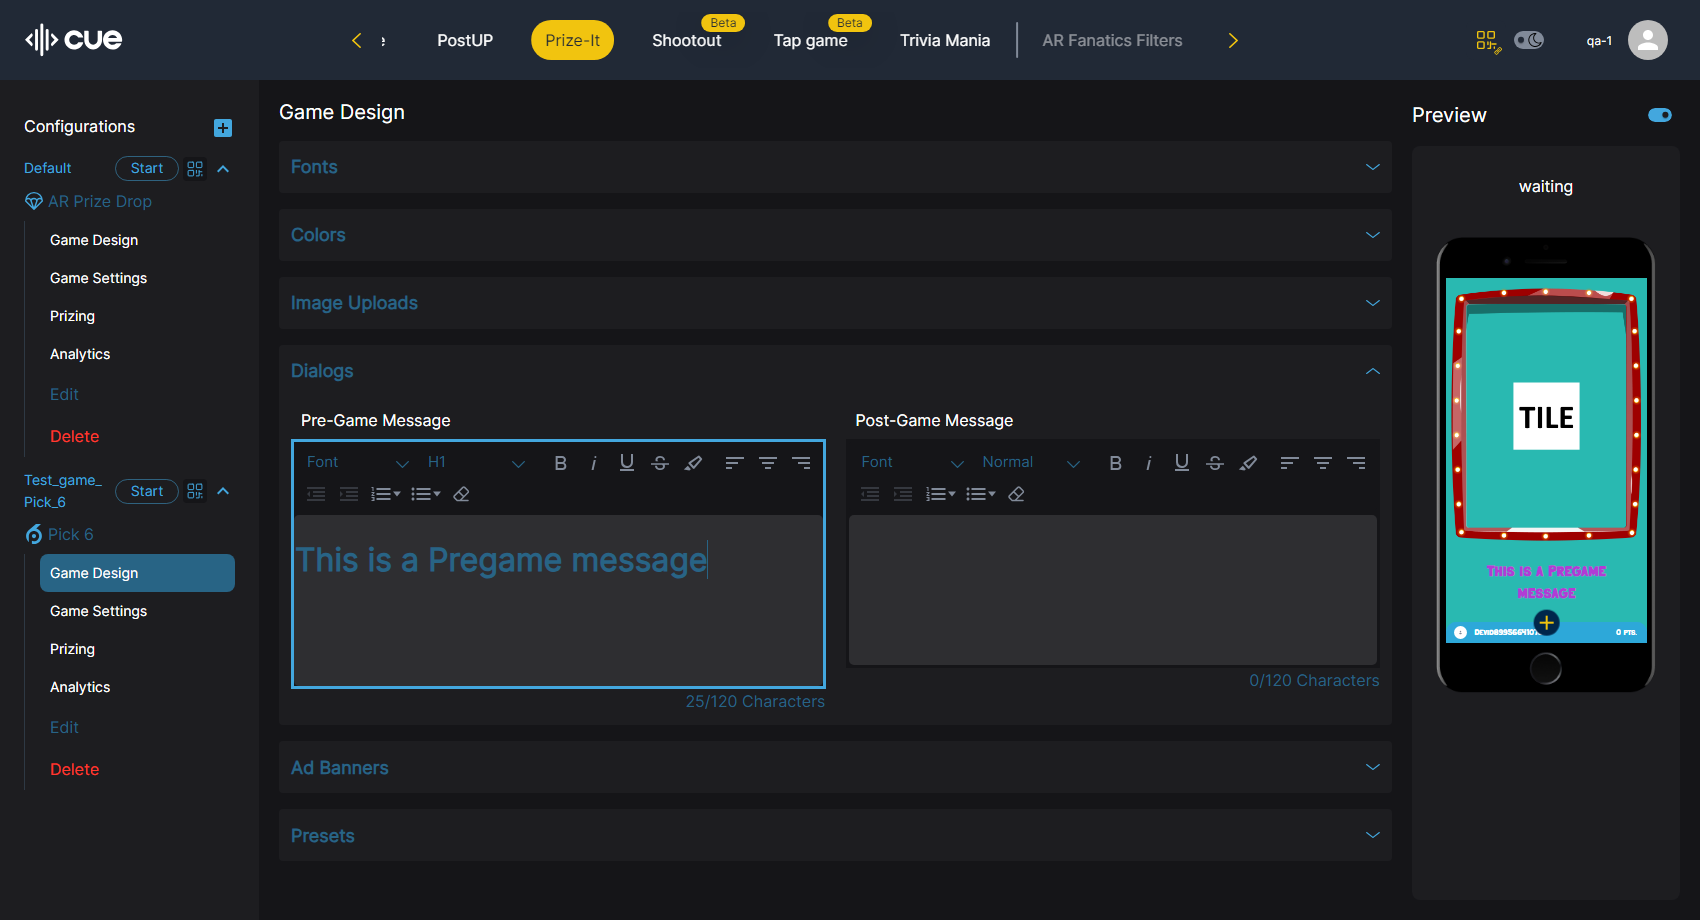 cue
PostUP
Prize-It
Shootout
Beta
Tap game
Beta
Trivia Mania
AR Fanatics Filters
qa-1
Configurations
Default
Start
AR Prize Drop
Game Design
Game Settings
Prizing
Analytics
Edit
Delete
Test_game_
Pick_6
Start
Pick 6
Game Design
Game Settings
Prizing
Analytics
Edit
Delete
Game Design
Fonts
Colors
Image Uploads
Dialogs
Pre-Game Message
Font
H1
This is a Pregame message
25/120 Characters
Post-Game Message
Font
Normal
0/120 Characters
Ad Banners
Presets
Preview
waiting
TILE
This is a Pregame
message
0 pts.